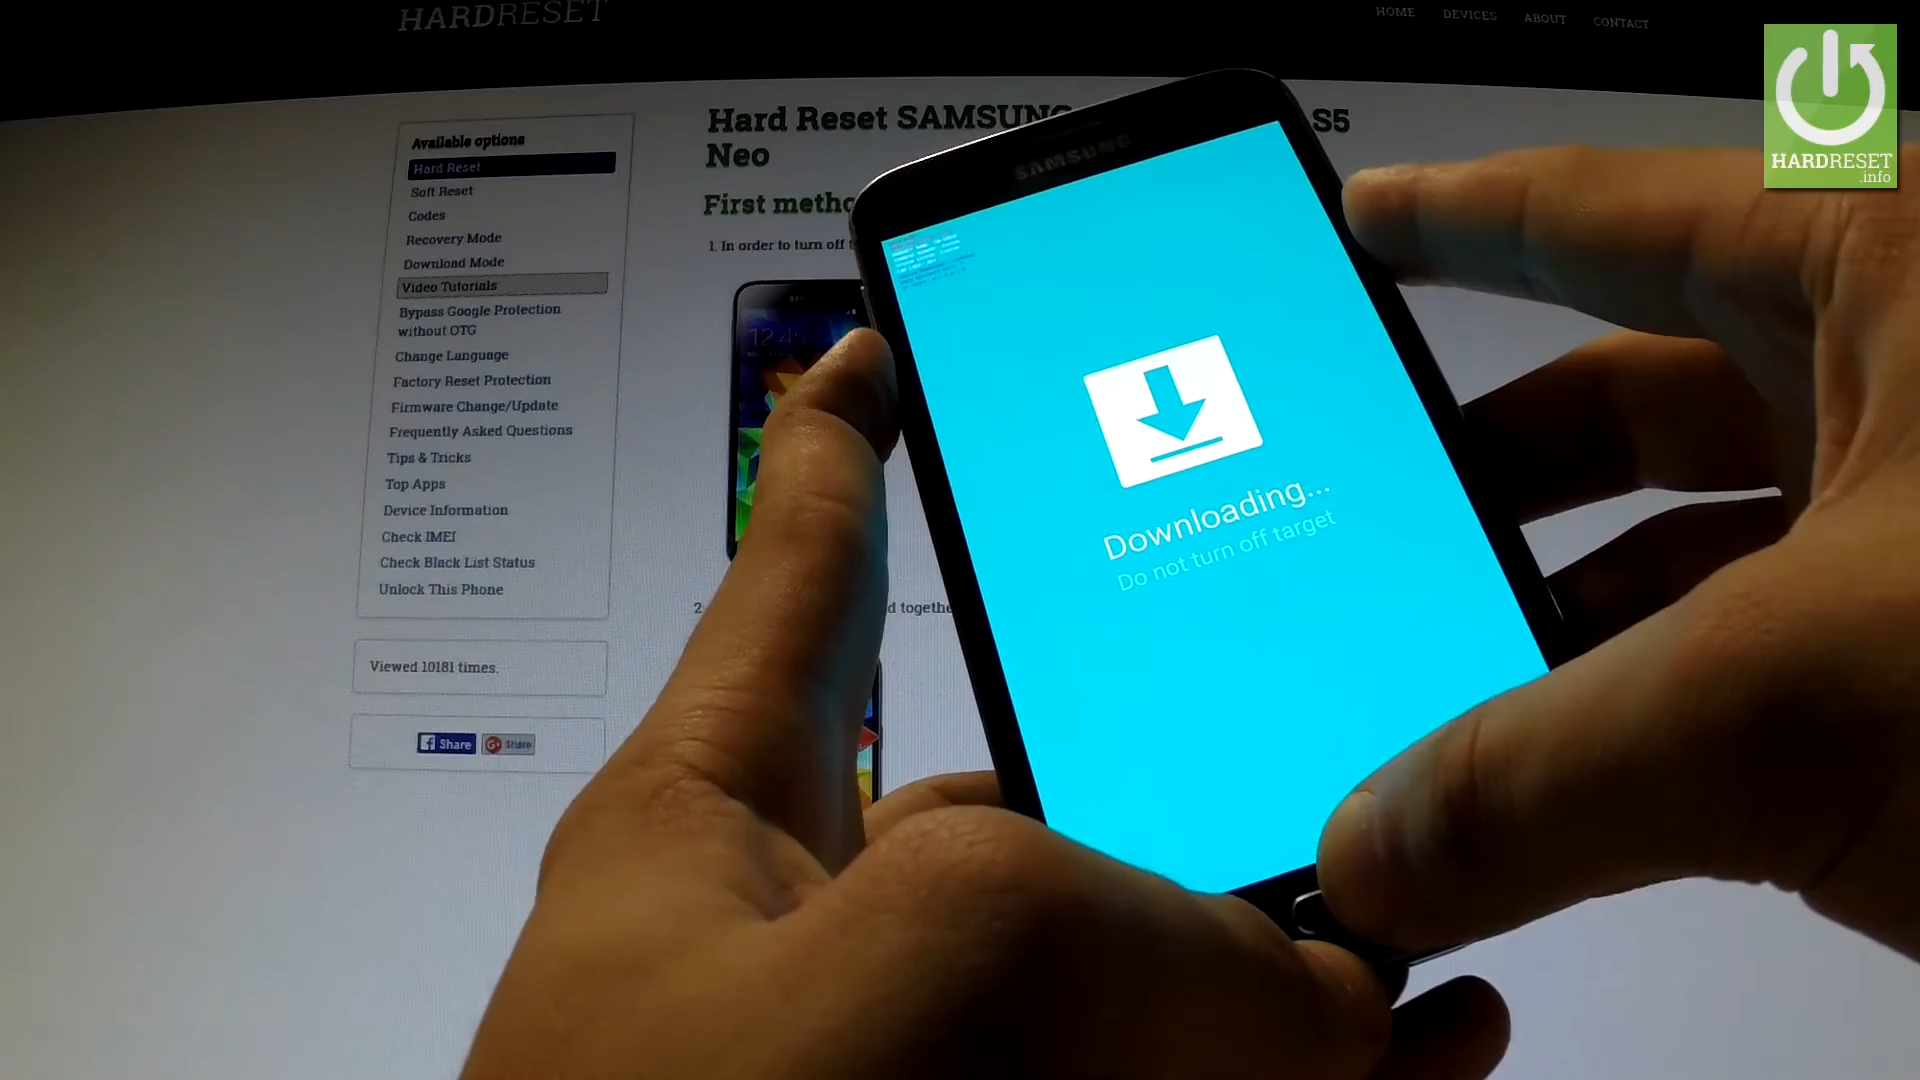 HARDRESET
HOME DEVICES ABOUT CONTACT
HARDRESET
.info
Available options
Hard Reset
Soft Reset
Codes
Recovery Mode
Download Mode
Video Tutorials
Bypass Google Protection
without OTG
Change Language
Factory Reset Protection
Firmware Change/Update
Frequently Asked Questions
Tips & Tricks
Top Apps
Device Information
Check IMEI
Check Black List Status
Unlock This Phone
Viewed 10181 times.
Share
Share
Hard Reset SAMSUNG S5
Neo
First metho
1. In order to turn off t
12:45
2
d togethe
SAMSUNG
Downloading...
Do not turn off target